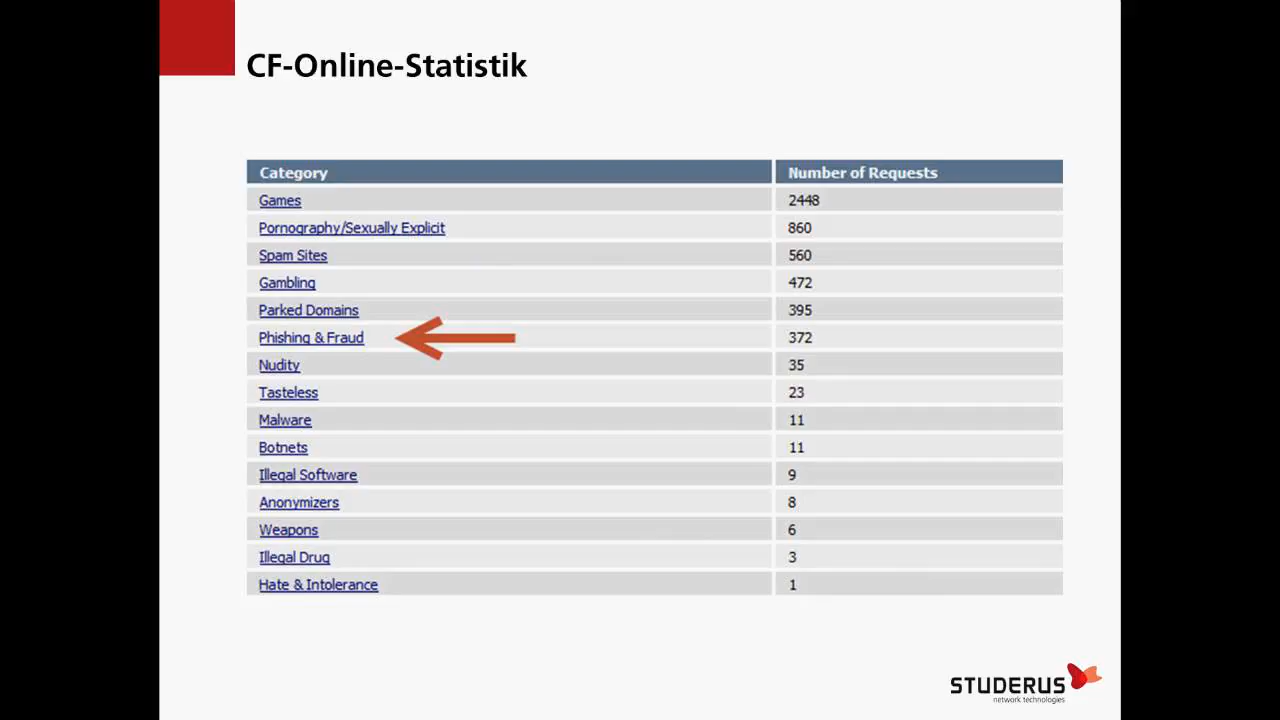 CF-Online-Statistik
Category Number of Requests
Games 2448
Pornography/Sexually Explicit 860
Spam Sites 560
Gambling 472
Parked Domains 395
Phishing & Fraud 372
Nudity 35
Tasteless 23
Malware 11
Botnets 11
Illegal Software 9
Anonymizers 8
Weapons 6
Illegal Drug 3
Hate & Intolerance 1
STUDERUS
network technologies